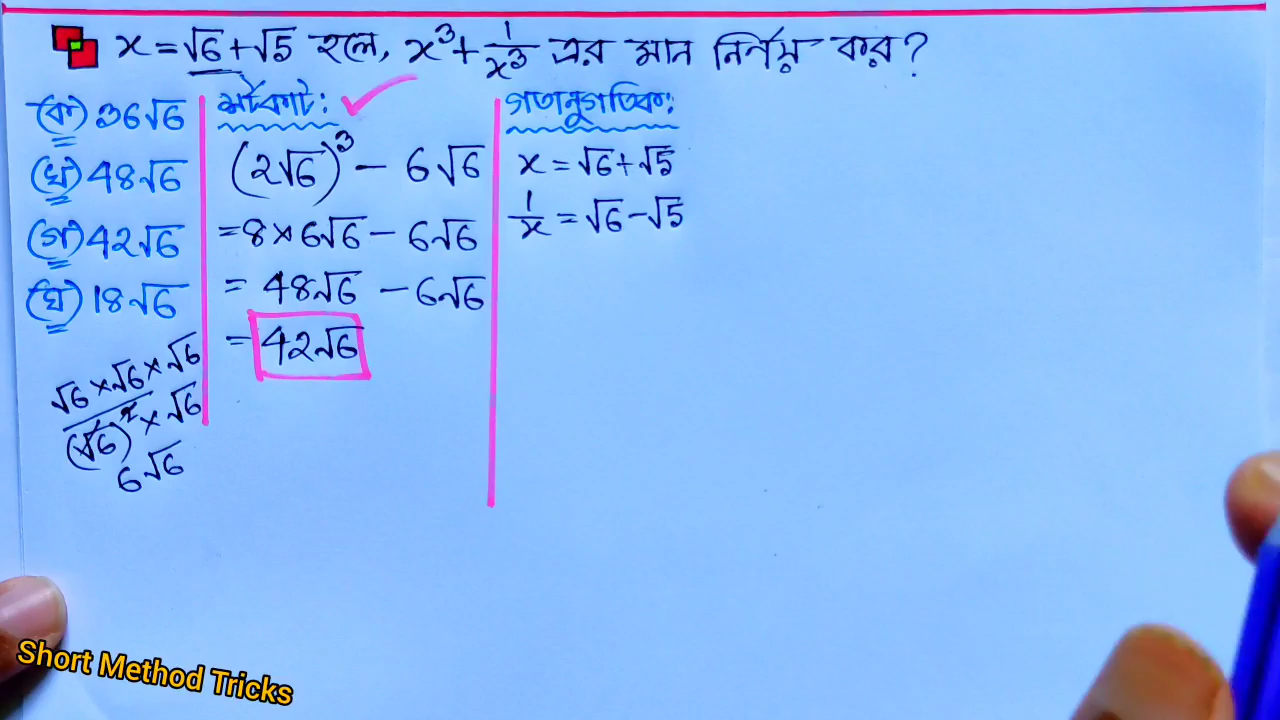 x = √6 + √5 হলে, x³ + 1/x³ এর মান নির্ণয় কর?
(ক) 36√6
(খ) 48√6
(গ) 42√6
(ঘ) 18√6
√6 × √6 × √6
(√6)² × √6
6√6
শর্টকাট:
(2√6)³ – 6√6
= 8 × 6√6 – 6√6
= 48√6 – 6√6
= 42√6
গতানুগতিক:
x = √6 + √5
1/x = √6 – √5
Short Method Tricks